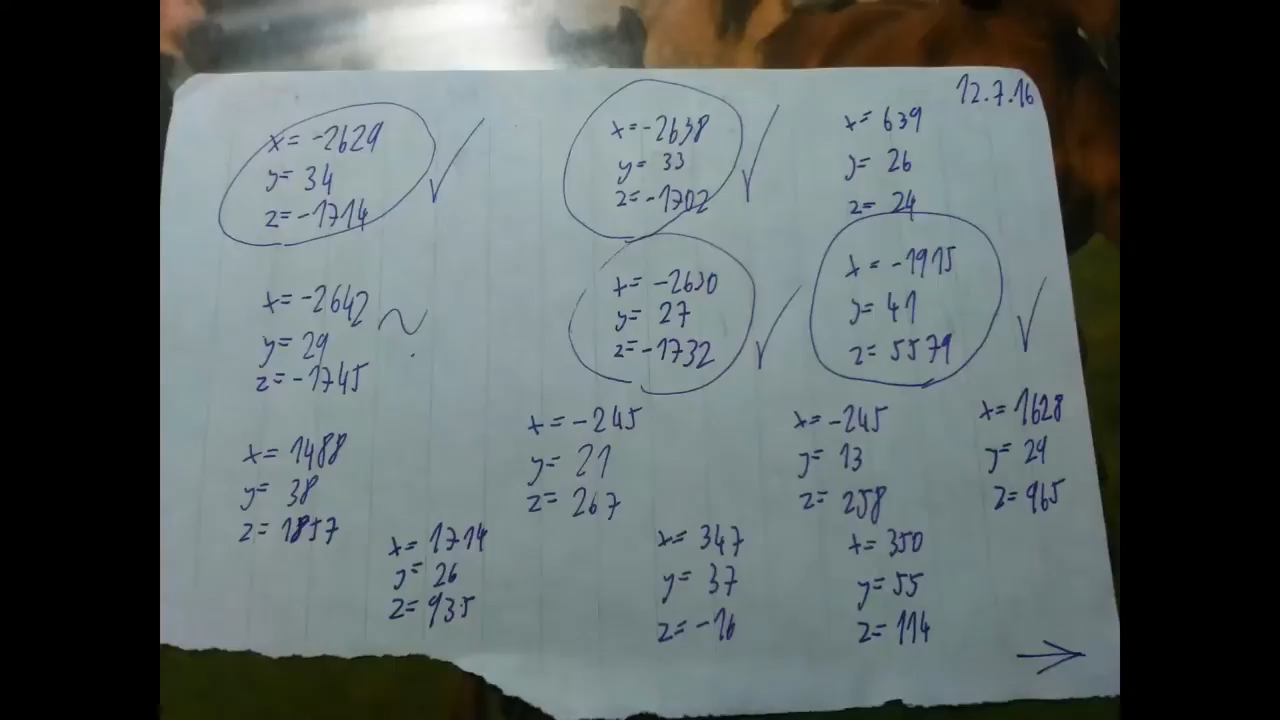 12.7.16
x= -2629
y= 34
z= -1714
x= -2638
y= 33
z= -1702
x= 639
y= 26
z= 24
x= -2642
y= 29
z= -1745
x= -2630
y= 27
z= -1732
x= -1915
y= 41
z= 5579
x= 1488
y= 38
z= 1857
x= -245
y= 21
z= 267
x= -245
y= 13
z= 258
x= 1628
y= 29
z= 965
x= 1714
y= 26
z= 935
x= 347
y= 37
z= -16
x= 350
y= 55
z= 114